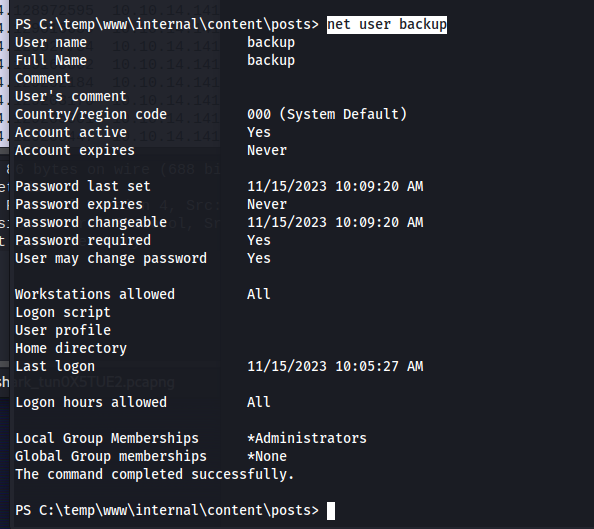 PS C:\temp\www\internal\content\posts> net user backup
User name                    backup
Full Name                    backup
Comment
User's comment
Country/region code          000 (System Default)
Account active               Yes
Account expires              Never
Password last set            11/15/2023 10:09:20 AM
Password expires             Never
Password changeable          11/15/2023 10:09:20 AM
Password required            Yes
User may change password     Yes
Workstations allowed         All
Logon script
User profile
Home directory
Last logon                   11/15/2023 10:05:27 AM
Logon hours allowed          All
Local Group Memberships      *Administrators
Global Group memberships     *None
The command completed successfully.
PS C:\temp\www\internal\content\posts>